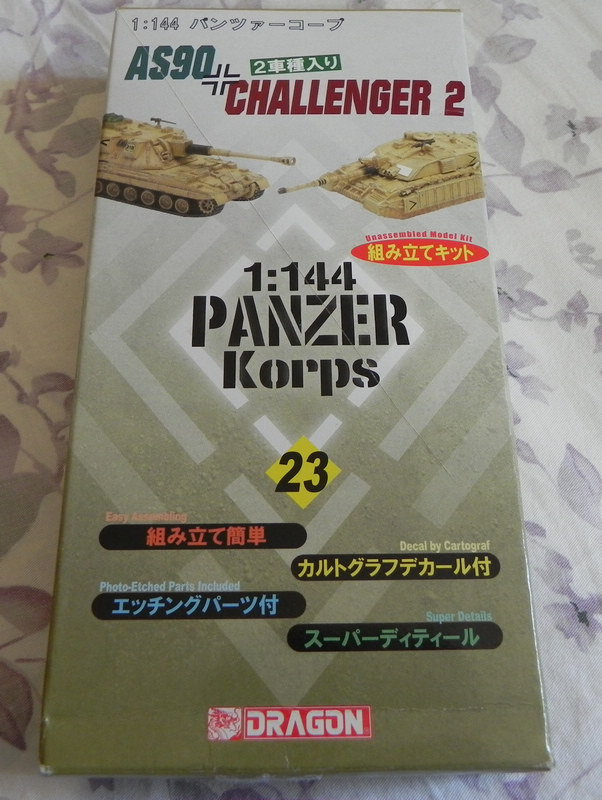 1:144 パンツァーコープ
AS90
2車種入り
CHALLENGER 2
Unassembled Model Kit
組み立てキット
1:144
PANZER
Korps
23
Easy Assembling
組み立て簡単
Decal by Cartograf
カルトグラフデカール付
Photo-Etched Parts Included
エッチングパーツ付
Super Details
スーパーディティール
DRAGON